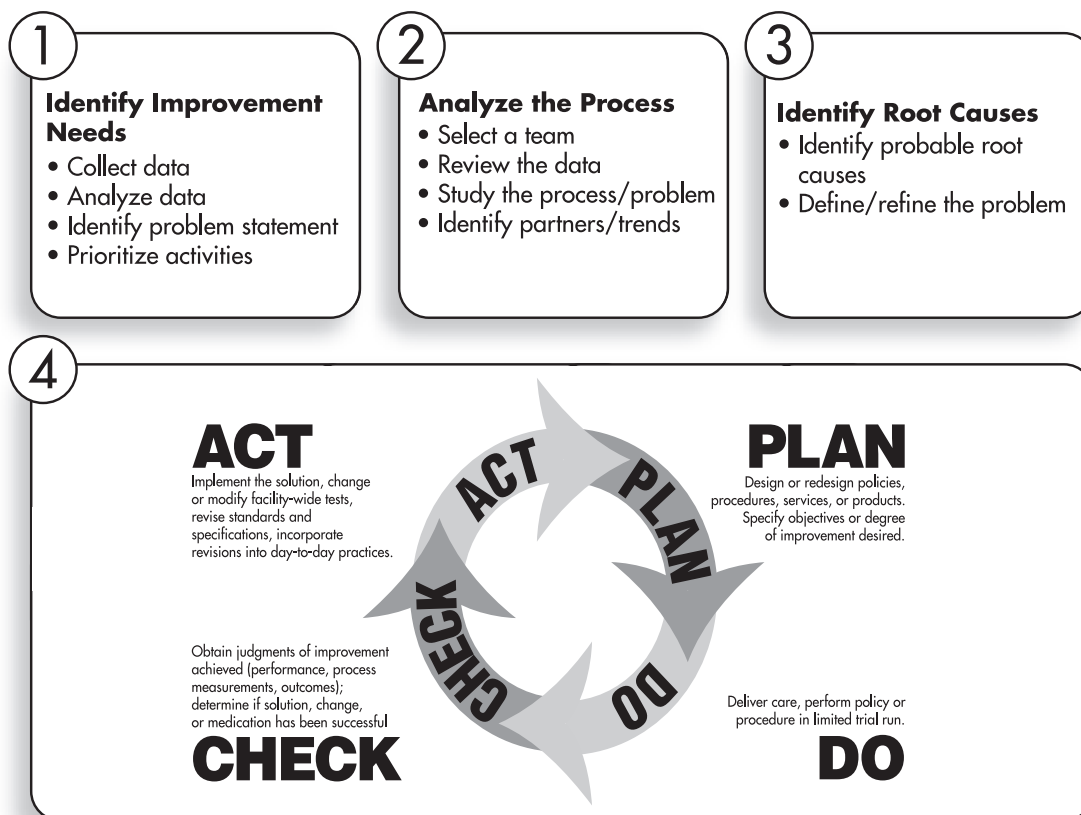 1
Identify Improvement
Needs
• Collect data
• Analyze data
• Identify problem statement
• Prioritize activities
2
Analyze the Process
• Select a team
• Review the data
• Study the process/problem
• Identify partners/trends
3
Identify Root Causes
• Identify probable root
causes
• Define/refine the problem
4
ACT
Implement the solution, change
or modify facility-wide tests,
revise standards and
specifications, incorporate
revisions into day-to-day practices.
PLAN
Design or redesign policies,
procedures, services, or products.
Specify objectives or degree
of improvement desired.
ACT
PLAN
DO
CHECK
Obtain judgments of improvement
achieved (performance, process
measurements, outcomes);
determine if solution, change,
or medication has been successful
CHECK
Deliver care, perform policy or
procedure in limited trial run.
DO